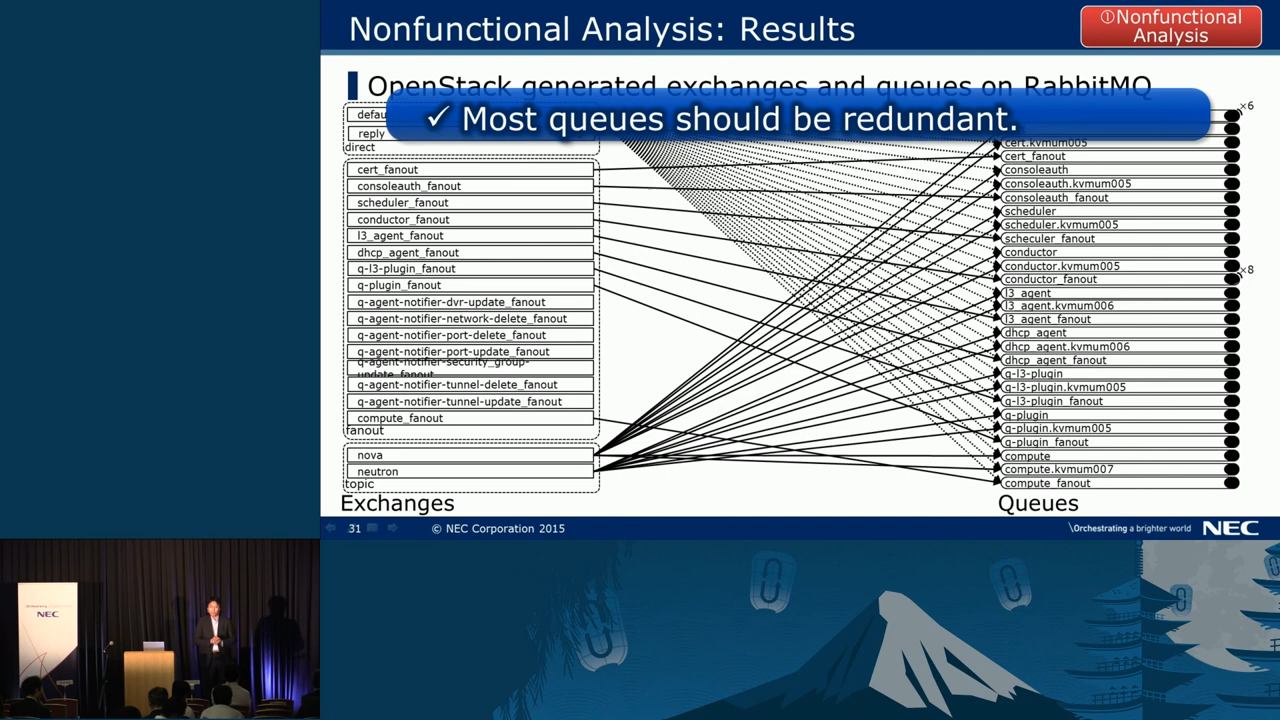 Nonfunctional Analysis: Results
①Nonfunctional
Analysis
OpenStack generated exchanges and queues on RabbitMQ
✓ Most queues should be redundant.
defau
reply
direct
cert_fanout
consoleauth_fanout
scheduler_fanout
conductor_fanout
l3_agent_fanout
dhcp_agent_fanout
q-l3-plugin_fanout
q-plugin_fanout
q-agent-notifier-dvr-update_fanout
q-agent-notifier-network-delete_fanout
q-agent-notifier-port-delete_fanout
q-agent-notifier-port-update_fanout
q-agent-notifier-security_group-
update_fanout
q-agent-notifier-tunnel-delete_fanout
q-agent-notifier-tunnel-update_fanout
compute_fanout
fanout
nova
neutron
topic
Exchanges
×6
cert.kvmum005
cert_fanout
consoleauth
consoleauth.kvmum005
consoleauth_fanout
scheduler
scheduler.kvmum005
scheculer_fanout
conductor
conductor.kvmum005
×8
conductor_fanout
l3_agent
l3_agent.kvmum006
l3_agent_fanout
dhcp_agent
dhcp_agent.kvmum006
dhcp_agent_fanout
q-l3-plugin
q-l3-plugin.kvmum005
q-l3-plugin_fanout
q-plugin
q-plugin.kvmum005
q-plugin_fanout
compute
compute.kvmum007
compute_fanout
Queues
31
© NEC Corporation 2015
\Orchestrating a brighter world
NEC
NEC